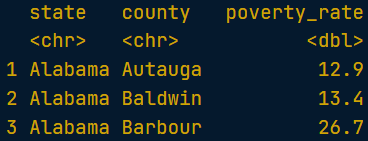 state county poverty_rate
<chr> <chr> <dbl>
1 Alabama Autauga 12.9
2 Alabama Baldwin 13.4
3 Alabama Barbour 26.7